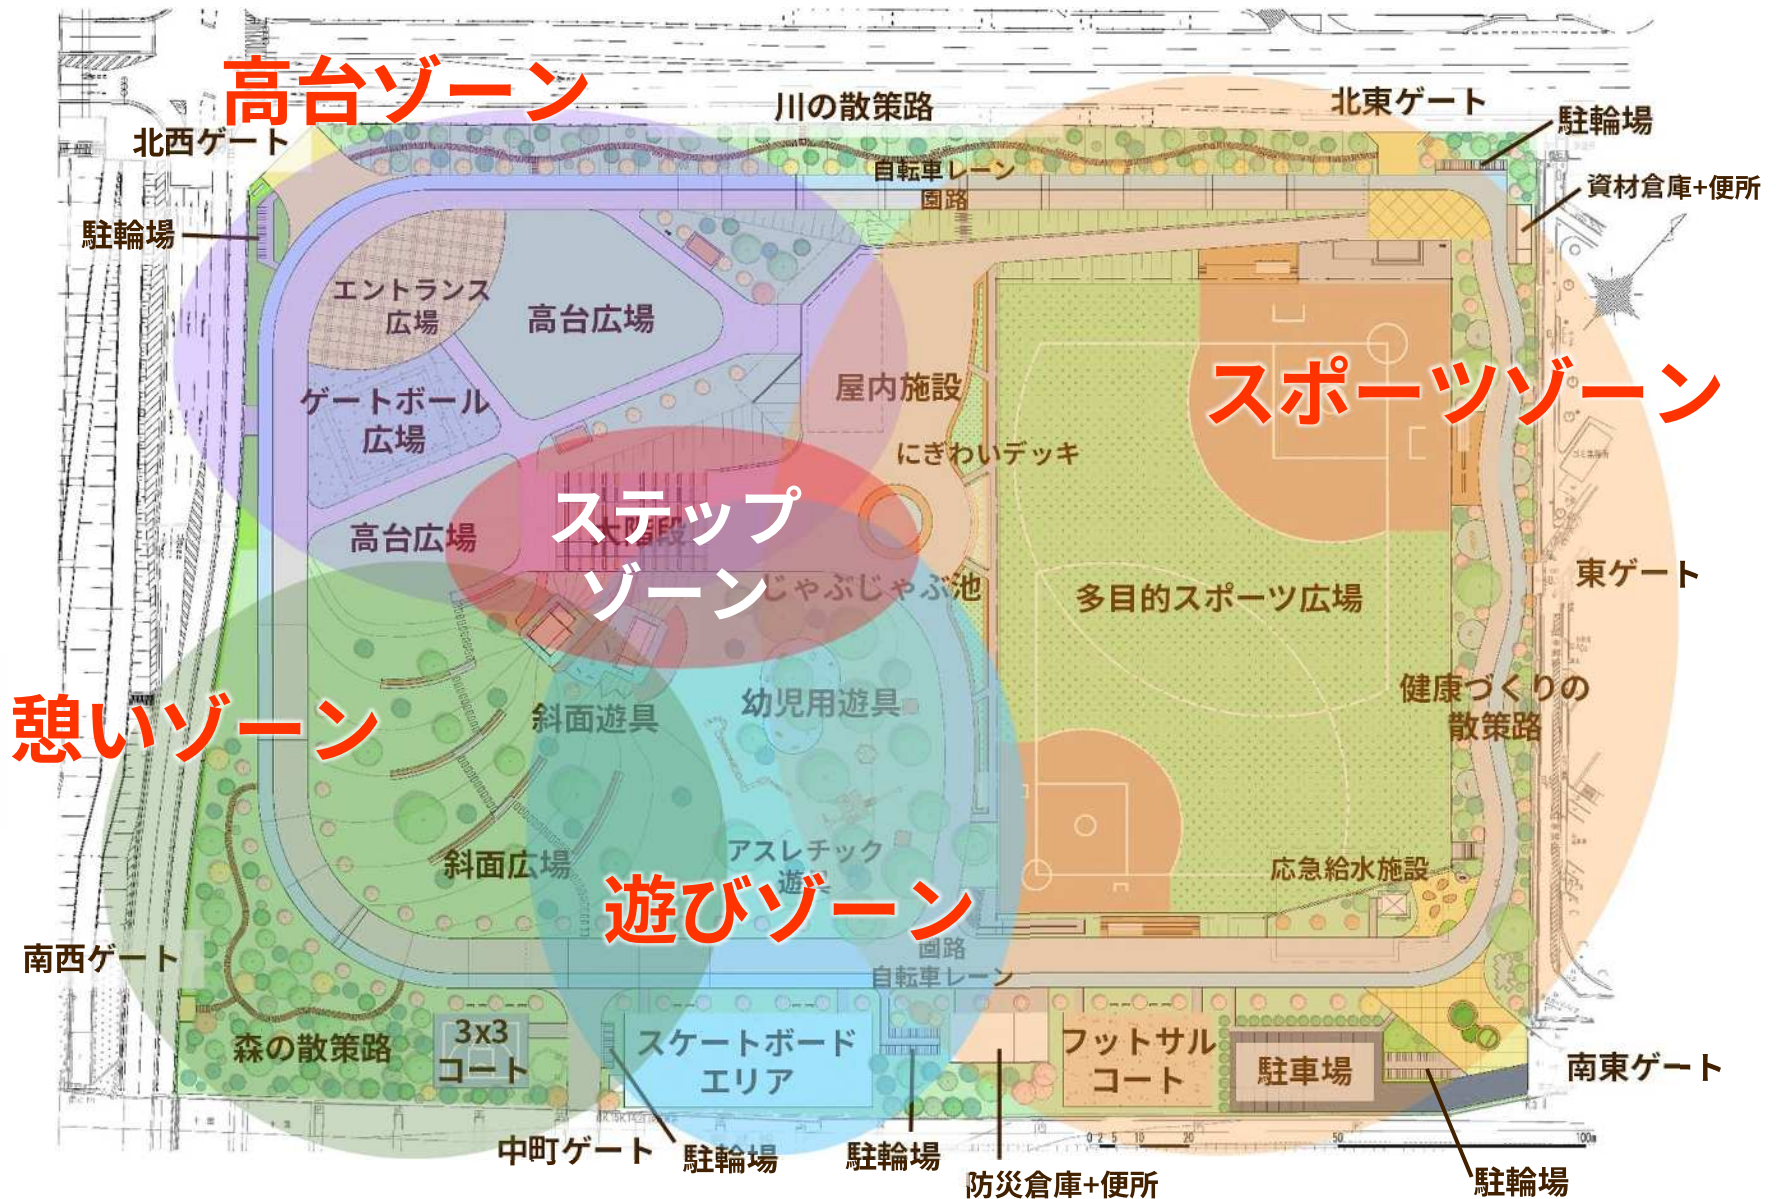 高台ゾーン
川の散策路
北東ゲート
駐輪場
北西ゲート
自転車レーン
園路
資材倉庫+便所
駐輪場
エントランス
広場
高台広場
スポーツゾーン
屋内施設
ゲートボール
広場
にぎわいデッキ
ステップ
ゾーン
大階段
高台広場
じゃぶじゃぶ池
多目的スポーツ広場
東ゲート
憩いゾーン
斜面遊具
幼児用遊具
健康づくりの
散策路
斜面広場
アスレチック
遊具
応急給水施設
遊びゾーン
南西ゲート
園路
自転車レーン
森の散策路
3x3
コート
スケートボード
エリア
フットサル
コート
駐車場
南東ゲート
中町ゲート
駐輪場
駐輪場
防災倉庫+便所
駐輪場
0 2 5 10 20 50 100m